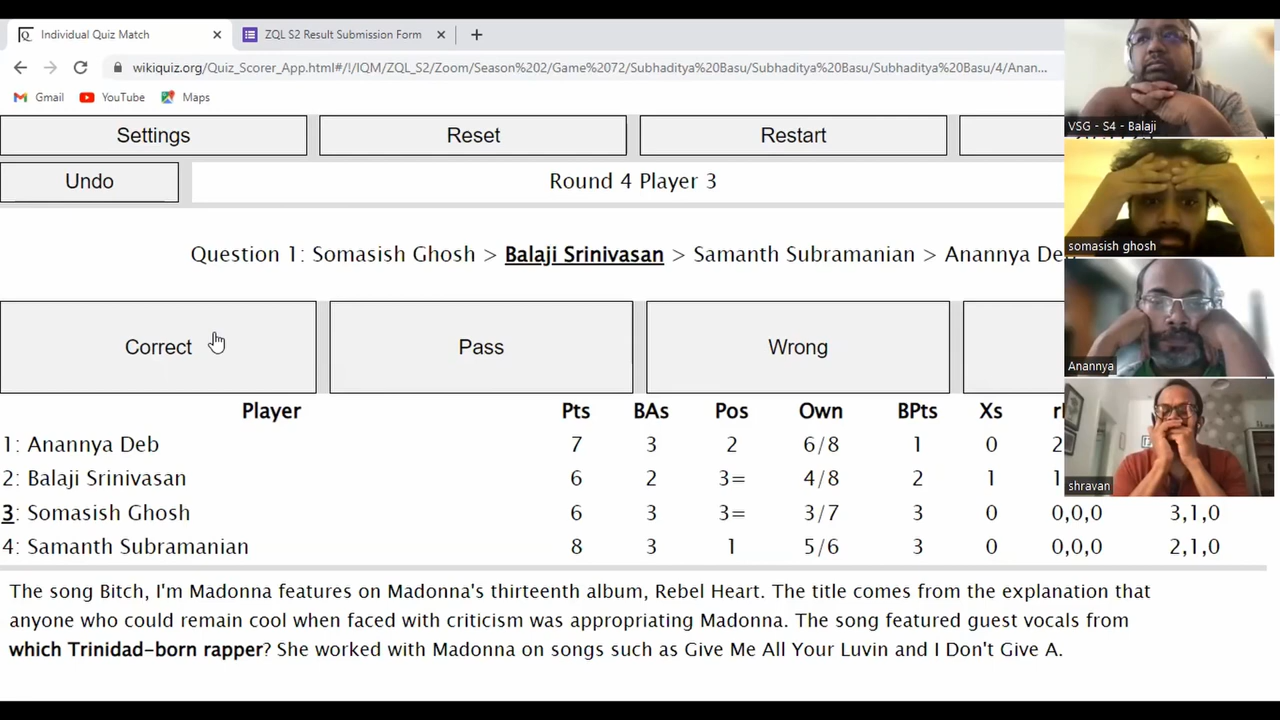 Individual Quiz Match
ZQL S2 Result Submission Form
wikiquiz.org/Quiz_Scorer_App.html#/I/IQM/ZQL_S2/Zoom/Season%202/Game%2072/Subhaditya%20Basu/Subhaditya%20Basu/Subhaditya%20Basu/4/Anan...
Gmail YouTube Maps
Settings Reset Restart
Undo Round 4 Player 3
Question 1: Somasish Ghosh > Balaji Srinivasan > Samanth Subramanian > Anannya De
Correct Pass Wrong
Player Pts BAs Pos Own BPts Xs
1: Anannya Deb 7 3 2 6/8 1 0 2
2: Balaji Srinivasan 6 2 3= 4/8 2 1 1
3: Somasish Ghosh 6 3 3= 3/7 3 0 0,0,0 3,1,0
4: Samanth Subramanian 8 3 1 5/6 3 0 0,0,0 2,1,0
The song Bitch, I'm Madonna features on Madonna's thirteenth album, Rebel Heart. The title comes from the explanation that
anyone who could remain cool when faced with criticism was appropriating Madonna. The song featured guest vocals from
which Trinidad-born rapper? She worked with Madonna on songs such as Give Me All Your Luvin and I Don't Give A.
VSG - S4 - Balaji
somasish ghosh
Anannya
shravan